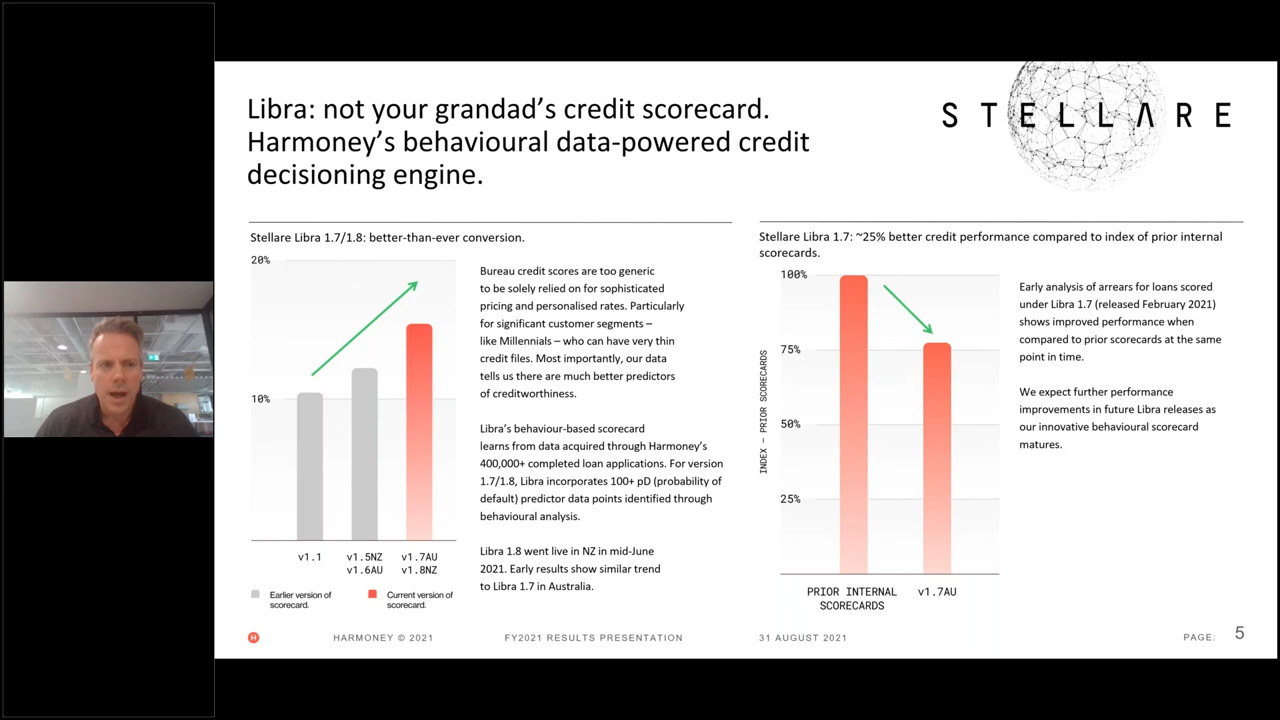 Libra: not your grandad’s credit scorecard.
Harmoney’s behavioural data-powered credit
decisioning engine.
STELLARE
Stellare Libra 1.7/1.8: better-than-ever conversion.
20%
10%
v1.1
v1.5NZ
v1.6AU
v1.7AU
v1.8NZ
Earlier version of
scorecard.
Current version of
scorecard.
Bureau credit scores are too generic
to be solely relied on for sophisticated
pricing and personalised rates. Particularly
for significant customer segments –
like Millennials – who can have very thin
credit files. Most importantly, our data
tells us there are much better predictors
of creditworthiness.
Libra’s behaviour-based scorecard
learns from data acquired through Harmoney’s
400,000+ completed loan applications. For version
1.7/1.8, Libra incorporates 100+ pD (probability of
default) predictor data points identified through
behavioural analysis.
Libra 1.8 went live in NZ in mid-June
2021. Early results show similar trend
to Libra 1.7 in Australia.
Stellare Libra 1.7: ~25% better credit performance compared to index of prior internal
scorecards.
100%
75%
50%
25%
INDEX – PRIOR SCORECARDS
PRIOR INTERNAL
SCORECARDS
v1.7AU
Early analysis of arrears for loans scored
under Libra 1.7 (released February 2021)
shows improved performance when
compared to prior scorecards at the same
point in time.
We expect further performance
improvements in future Libra releases as
our innovative behavioural scorecard
matures.
H
HARMONEY © 2021
FY2021 RESULTS PRESENTATION
31 AUGUST 2021
PAGE:
5